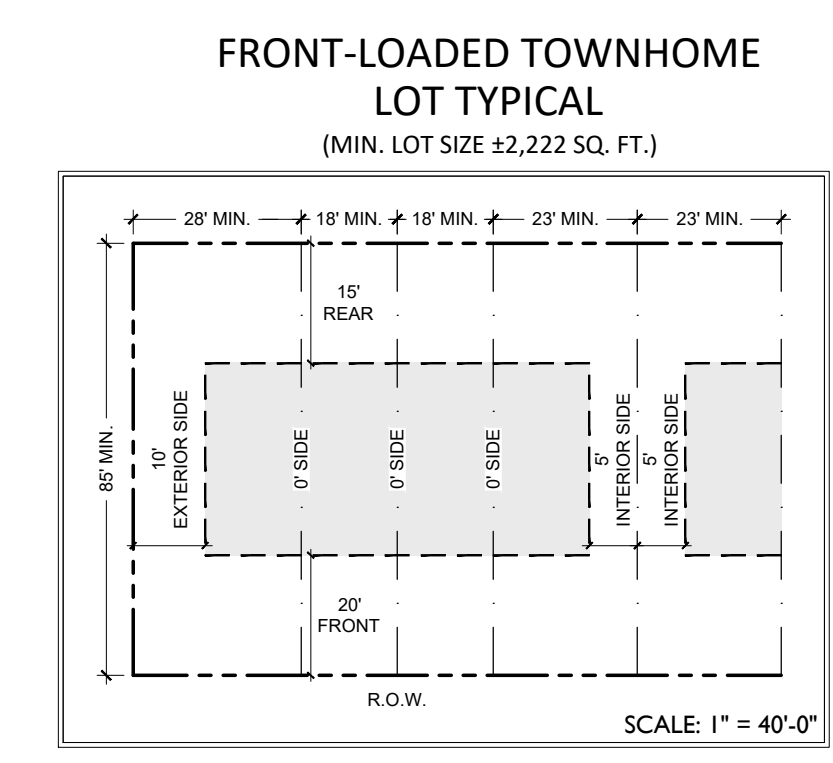 FRONT-LOADED TOWNHOME
LOT TYPICAL
(MIN. LOT SIZE ±2,222 SQ. FT.)
28' MIN.
18' MIN.
18' MIN.
23' MIN.
23' MIN.
15'
REAR
85' MIN.
10'
EXTERIOR SIDE
0' SIDE
0' SIDE
0' SIDE
5'
INTERIOR SIDE
5'
INTERIOR SIDE
20'
FRONT
R.O.W.
SCALE: 1" = 40'-0"